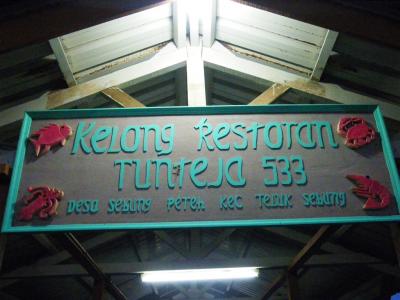 Kelong Restoran
Tunteja 533
Desa Sebung Pereh Kec Teluk Sebung